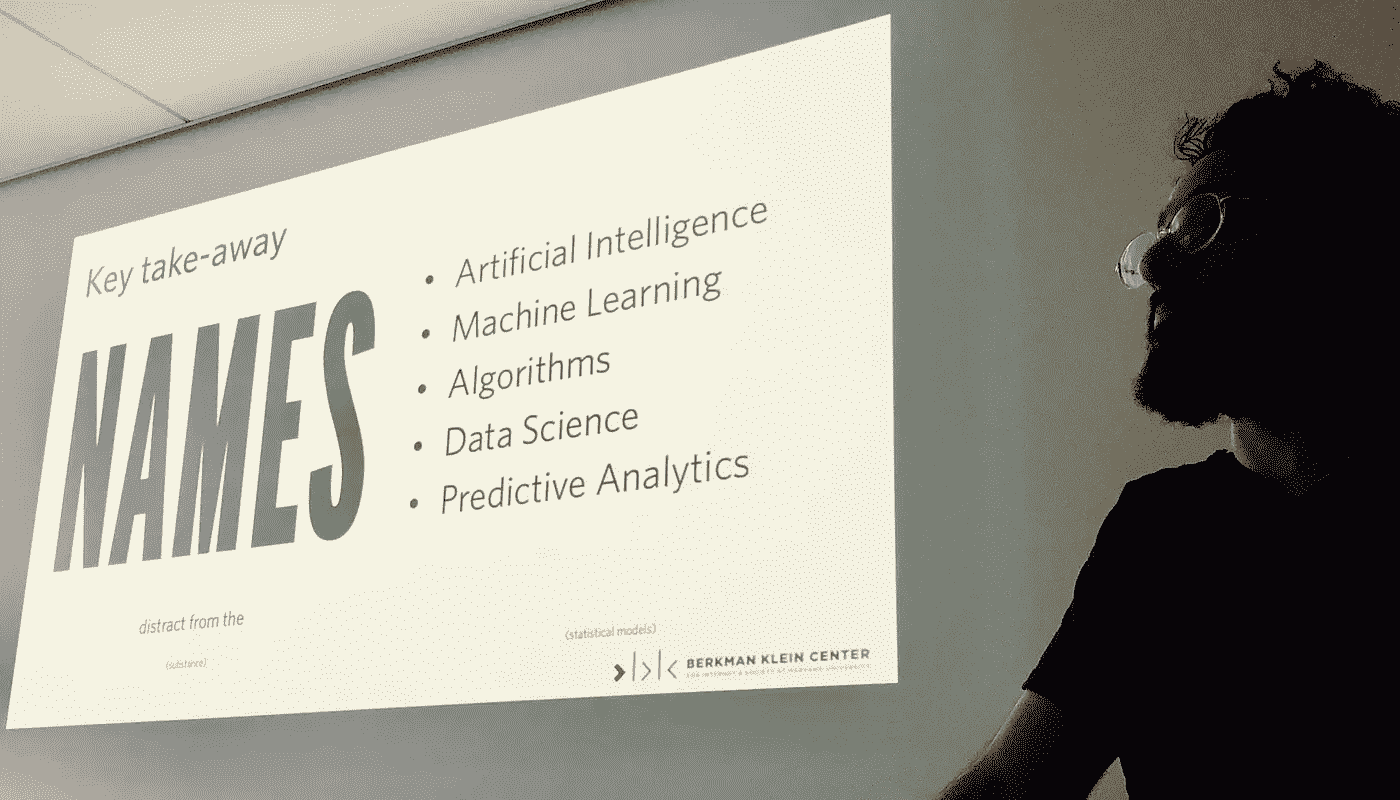 Key take-away
NAMES
distract from the
(substance)
• Artificial Intelligence
• Machine Learning
• Algorithms
• Data Science
• Predictive Analytics
(statistical models)
BERKMAN KLEIN CENTER
FOR INTERNET & SOCIETY AT HARVARD UNIVERSITY